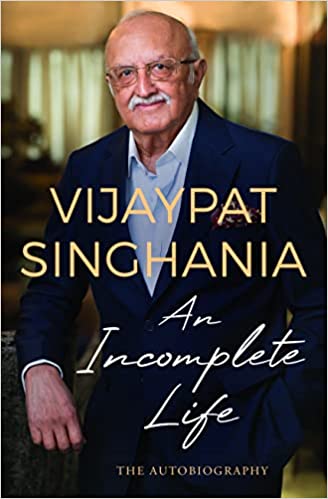 VIJAYPAT
SINGHANIA
An
Incomplete
Life
THE AUTOBIOGRAPHY